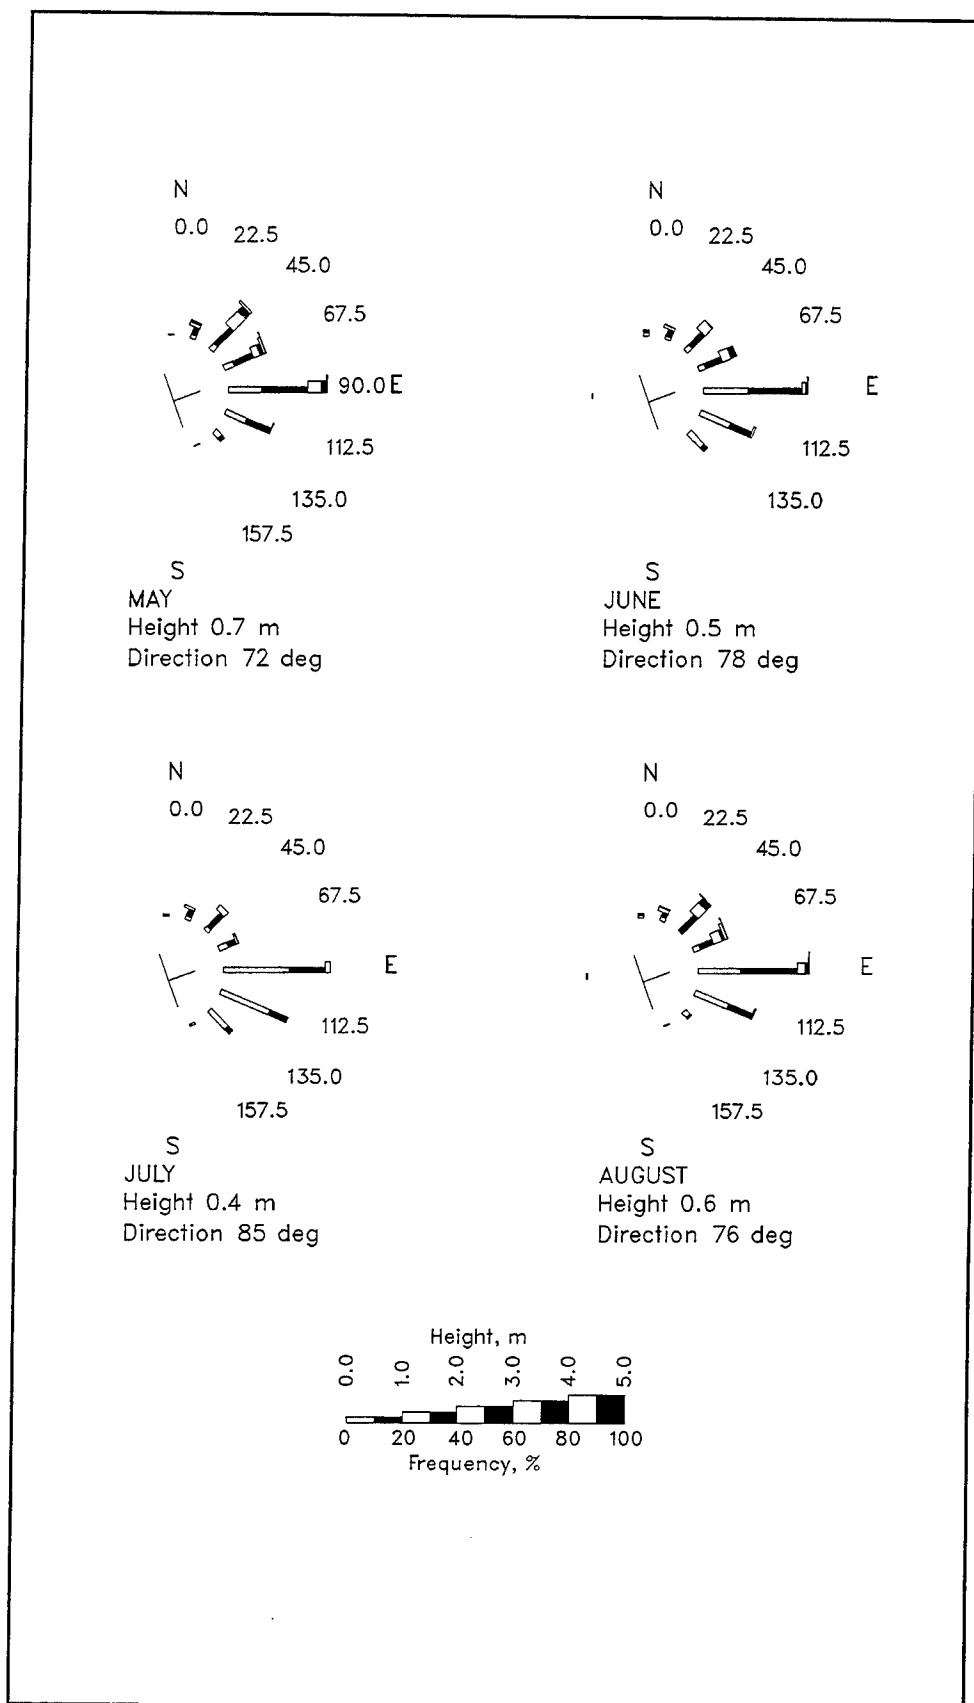 N
0.0 22.5
45.0
67.5
90.0 E
112.5
135.0
157.5
S
MAY
Height 0.7 m
Direction 72 deg
N
0.0 22.5
45.0
67.5
E
112.5
135.0
S
JUNE
Height 0.5 m
Direction 78 deg
N
0.0 22.5
45.0
67.5
E
112.5
135.0
157.5
S
JULY
Height 0.4 m
Direction 85 deg
N
0.0 22.5
45.0
67.5
E
112.5
135.0
157.5
S
AUGUST
Height 0.6 m
Direction 76 deg
Height, m
0.0 1.0 2.0 3.0 4.0 5.0
0 20 40 60 80 100
Frequency, %